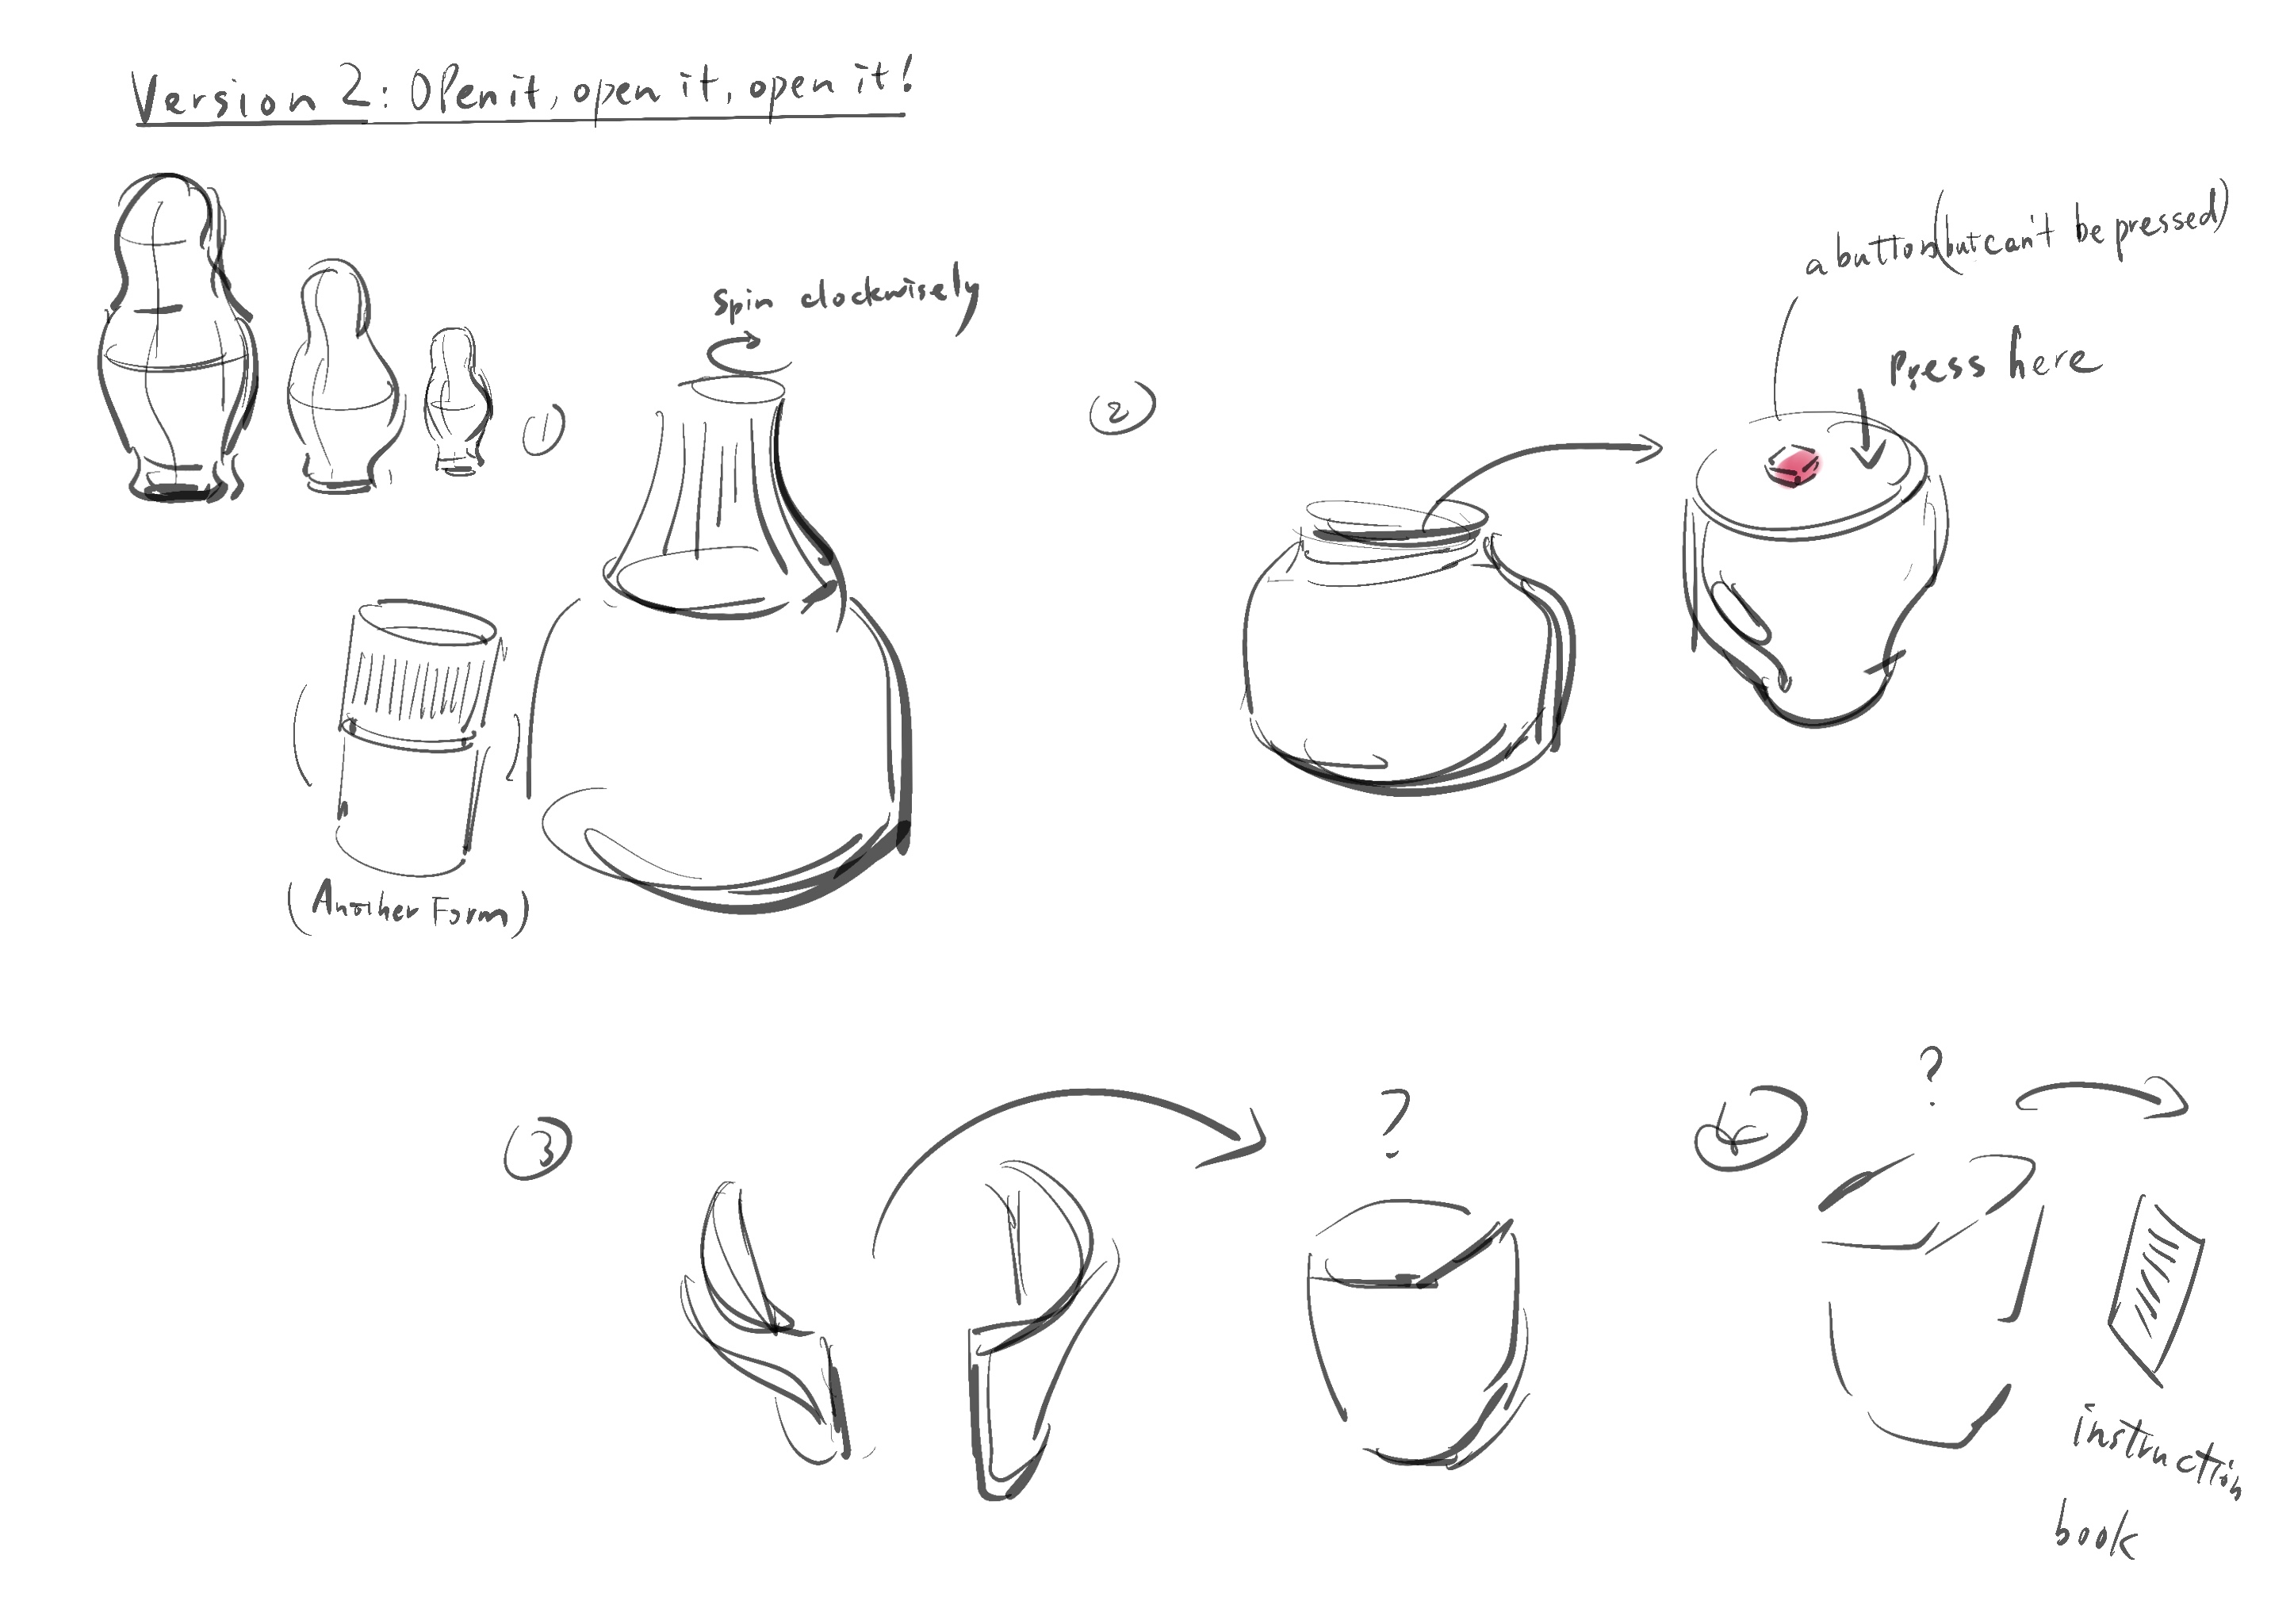 Version 2: Open it, open it, open it!
a button (but can't be pressed)
Press here
spin clockwisely
①
②
(Another Form)
③
?
?
instruction
book